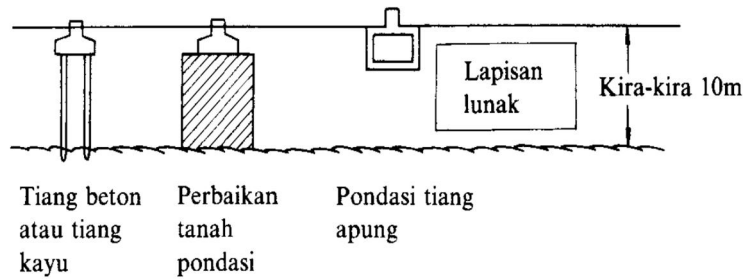 Lapisan
lunak
Kira-kira 10m
Tiang beton
atau tiang
kayu
Perbaikan
tanah
pondasi
Pondasi tiang
apung